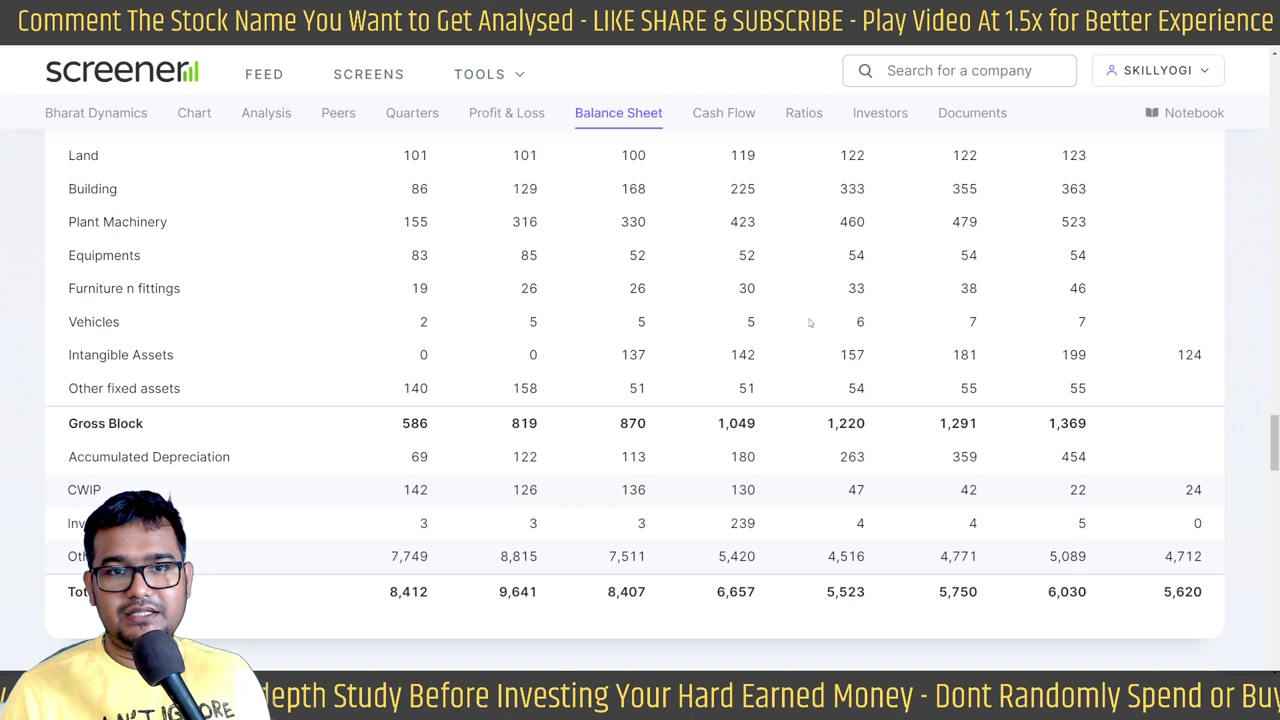 Comment The Stock Name You Want to Get Analysed - LIKE SHARE & SUBSCRIBE - Play Video At 1.5x for Better Experience
screener FEED SCREENS TOOLS Search for a company SKILLYOGI
Bharat Dynamics Chart Analysis Peers Quarters Profit & Loss Balance Sheet Cash Flow Ratios Investors Documents Notebook
Land 101 101 100 119 122 122 123
Building 86 129 168 225 333 355 363
Plant Machinery 155 316 330 423 460 479 523
Equipments 83 85 52 52 54 54 54
Furniture n fittings 19 26 26 30 33 38 46
Vehicles 2 5 5 5 6 7 7
Intangible Assets 0 0 137 142 157 181 199 124
Other fixed assets 140 158 51 51 54 55 55
Gross Block 586 819 870 1,049 1,220 1,291 1,369
Accumulated Depreciation 69 122 113 180 263 359 454
CWIP 142 126 136 130 47 42 22 24
Inv 3 3 3 239 4 4 5 0
Ot 7,749 8,815 7,511 5,420 4,516 4,771 5,089 4,712
Tot 8,412 9,641 8,407 6,657 5,523 5,750 6,030 5,620
depth Study Before Investing Your Hard Earned Money - Dont Randomly Spend or Buy